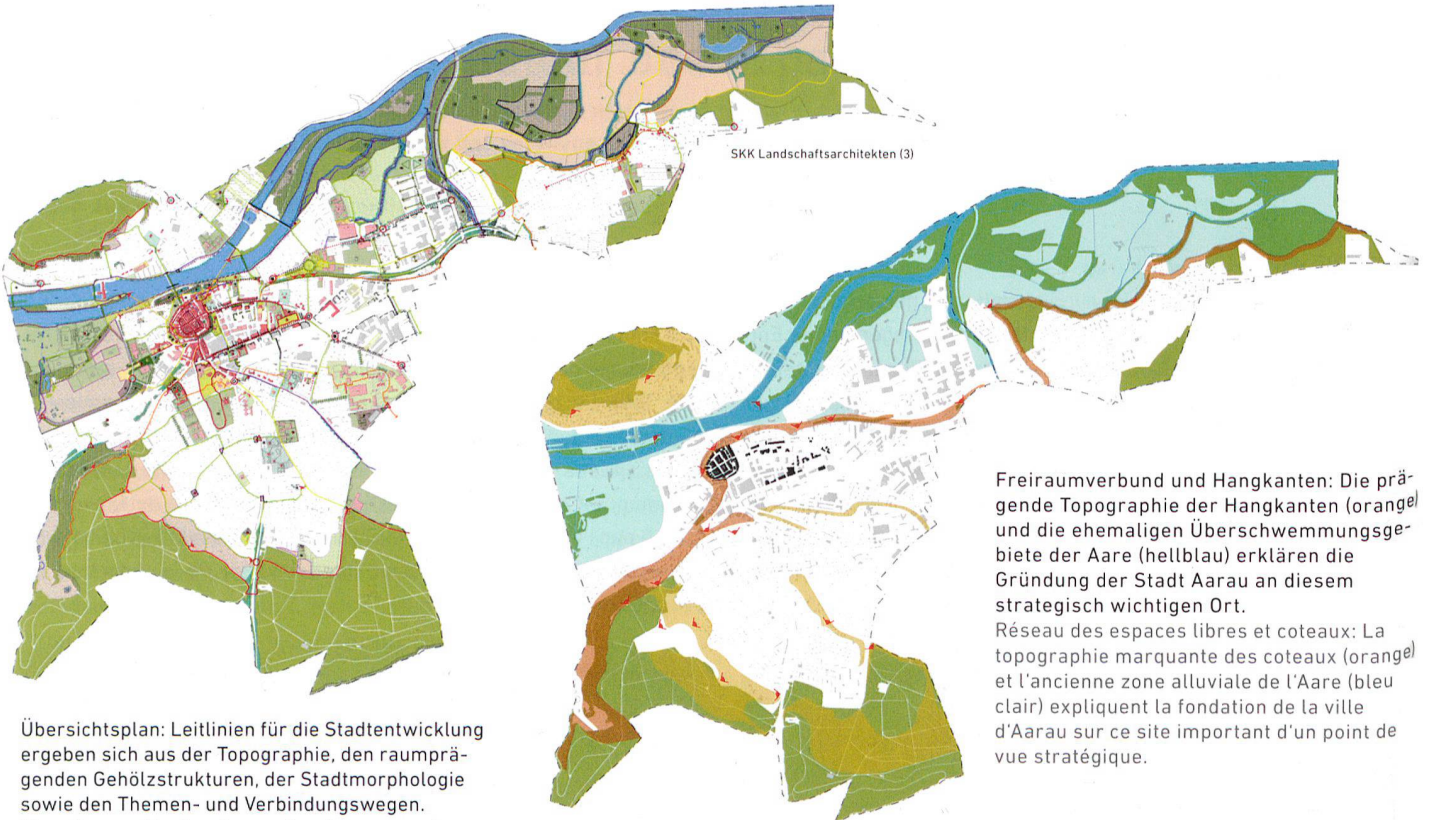 SKK Landschaftsarchitekten (3)
Übersichtsplan: Leitlinien für die Stadtentwicklung
ergeben sich aus der Topographie, den raumprä-
genden Gehölzstrukturen, der Stadtmorphologie
sowie den Themen- und Verbindungswegen.
Freiraumverbund und Hangkanten: Die prä-
gende Topographie der Hangkanten (orange)
und die ehemaligen Überschwemmungsge-
biete der Aare (hellblau) erklären die
Gründung der Stadt Aarau an diesem
strategisch wichtigen Ort.
Réseau des espaces libres et coteaux: La
topographie marquante des coteaux (orange)
et l'ancienne zone alluviale de l'Aare (bleu
clair) expliquent la fondation de la ville
d'Aarau sur ce site important d'un point de
vue stratégique.